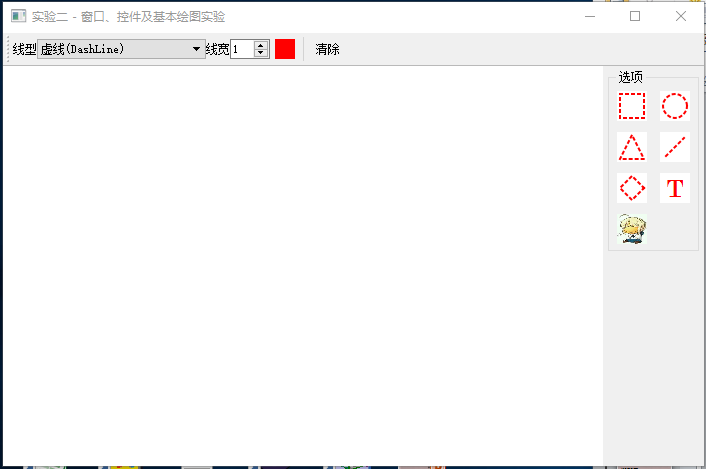 实验二 - 窗口、控件及基本绘图实验
线型 虚线(DashLine) 线宽 1 清除
选项
T